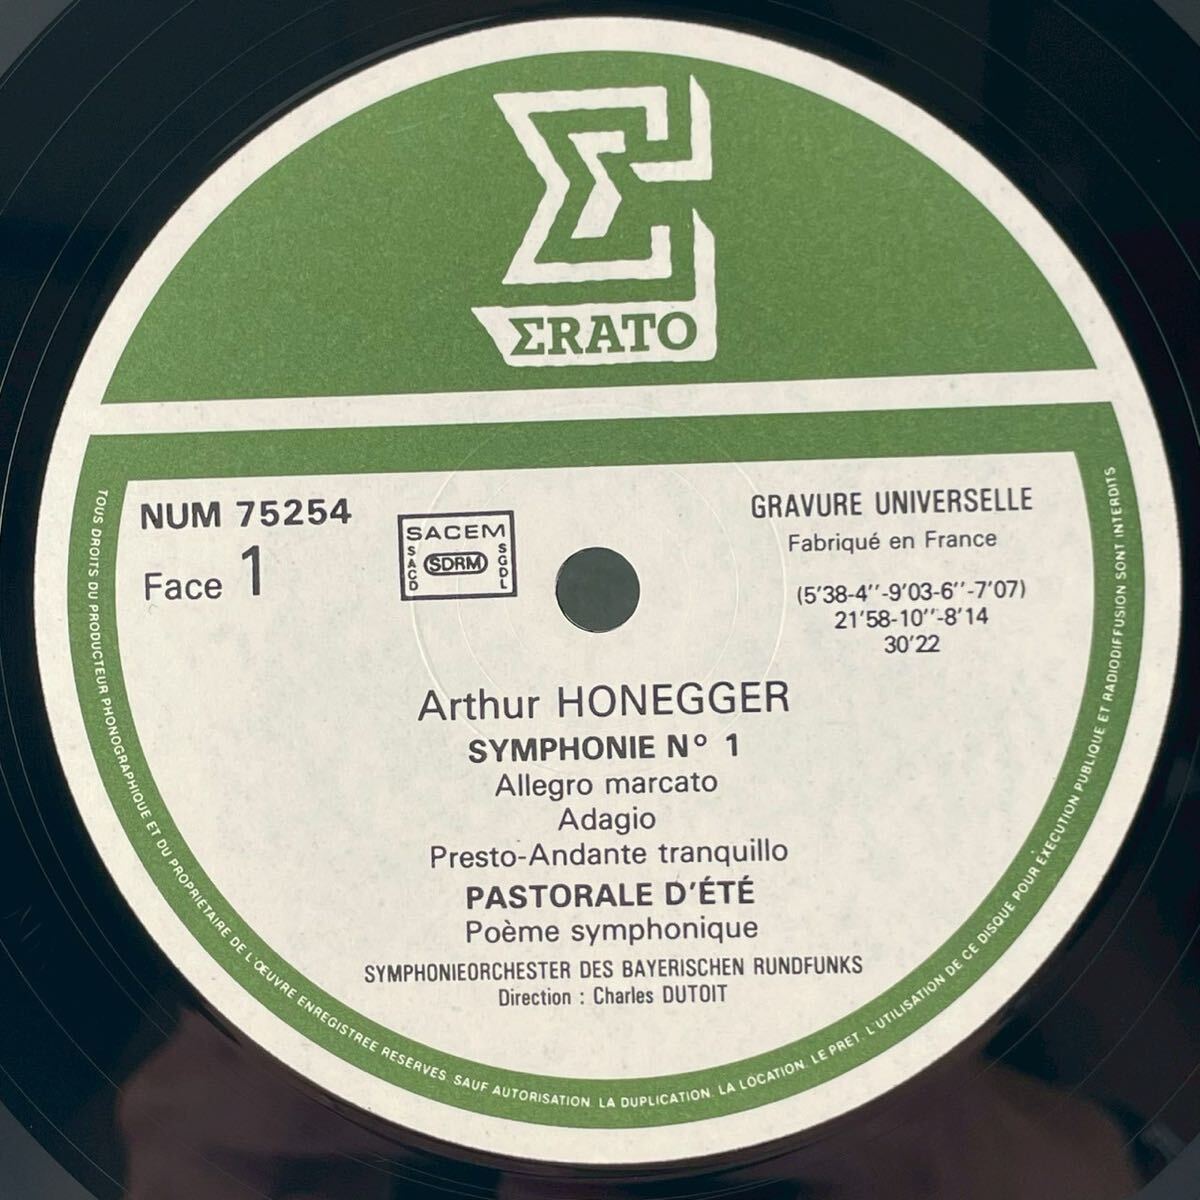 ΣRATO
NUM 75254
Face 1
SACEM
SACD
SDRM
SGDL
GRAVURE UNIVERSELLE
Fabriqué en France
(5'38-4''-9'03-6''-7'07)
21'58-10''-8'14
30'22
Arthur HONEGGER
SYMPHONIE Nº 1
Allegro marcato
Adagio
Presto-Andante tranquillo
PASTORALE D'ÉTÉ
Poème symphonique
SYMPHONIEORCHESTER DES BAYERISCHEN RUNDFUNKS
Direction : Charles DUTOIT
TOUS DROITS DU PRODUCTEUR PHONOGRAPHIQUE ET DU PROPRIETAIRE DE L'ŒUVRE ENREGISTREE RESERVES. SAUF AUTORISATION. LA DUPLICATION. LA LOCATION. LE PRET. L'UTILISATION DE CE DISQUE POUR EXECUTION PUBLIQUE ET RADIODIFFUSION SONT INTERDITS